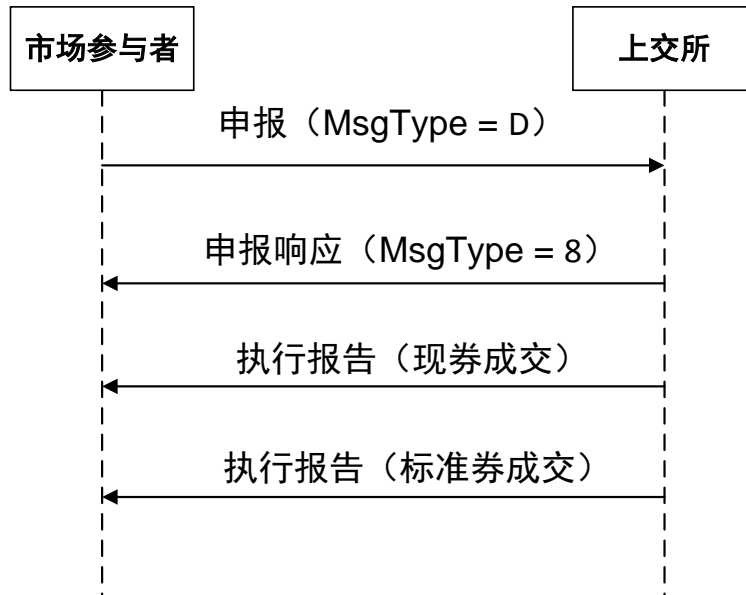 市场参与者
上交所
申报（MsgType = D）
申报响应（MsgType = 8）
执行报告（现券成交）
执行报告（标准券成交）